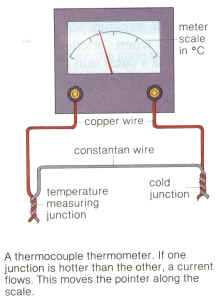 meter
scale
in °C
copper wire
constantan wire
temperature
measuring
junction
cold
junction
A thermocouple thermometer. If one
junction is hotter than the other, a current
flows. This moves the pointer along the
scale.